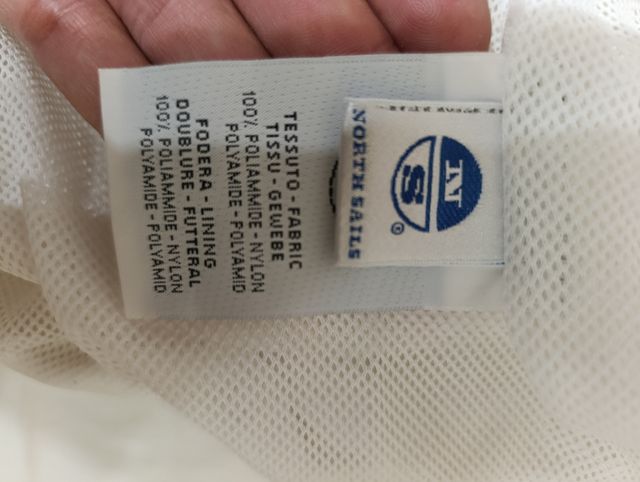 N
S
®
NORTH SAILS
TESSUTO - FABRIC
TISSU - GEWEBE
100% POLIAMMIDE - NYLON
POLYAMIDE - POLYAMID
FODERA - LINING
DOUBLURE - FUTTERAL
100% POLIAMMIDE - NYLON
POLYAMIDE - POLYAMID